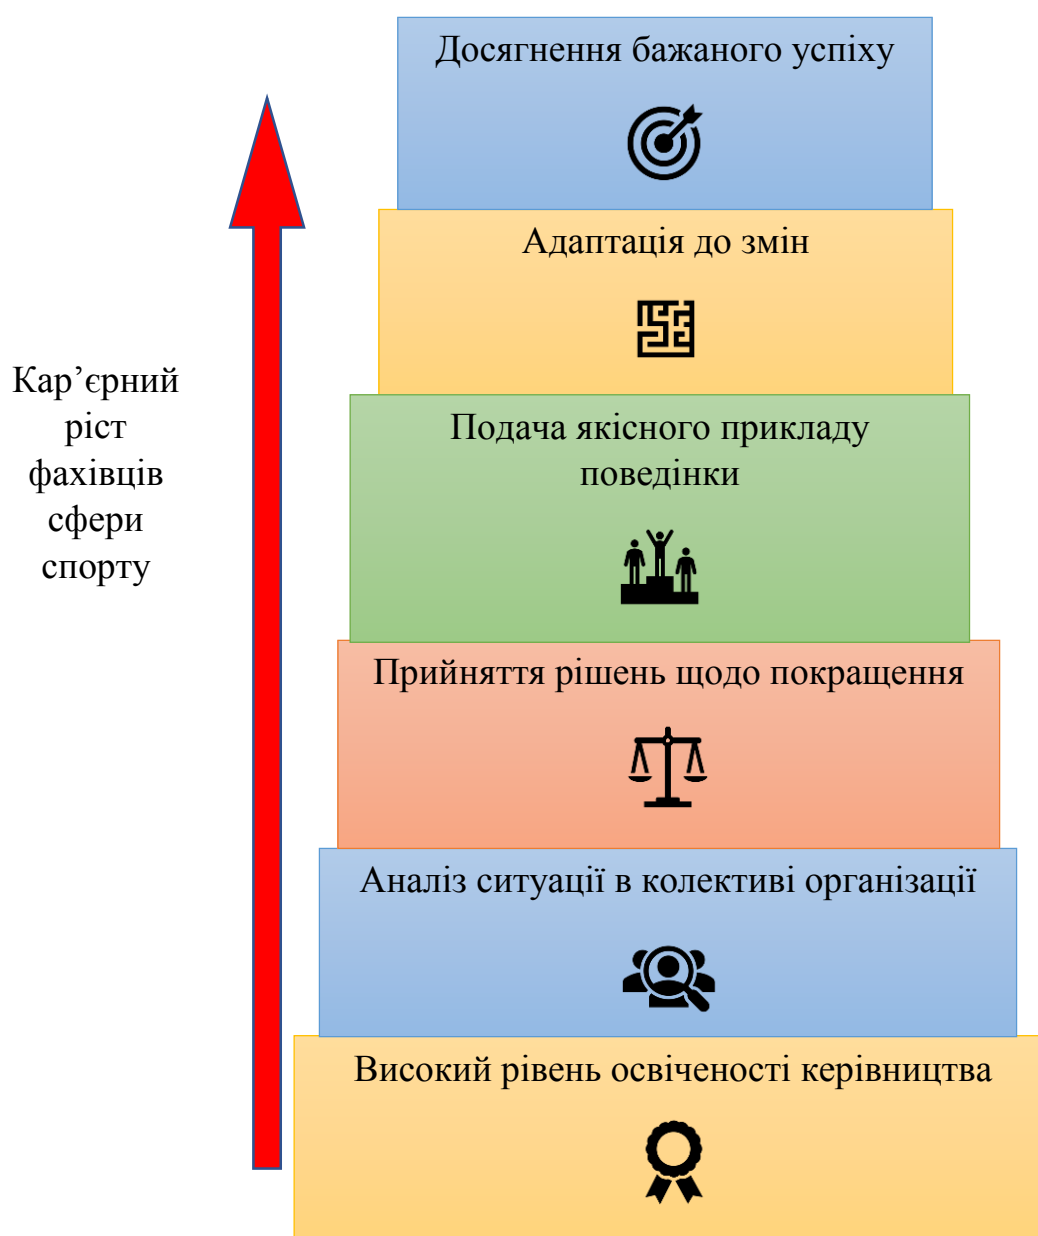 Досягнення бажаного успіху
Адаптація до змін
Кар’єрний
ріст
фахівців
сфери
спорту
Подача якісного прикладу
поведінки
Прийняття рішень щодо покращення
Аналіз ситуації в колективі організації
Високий рівень освіченості керівництва